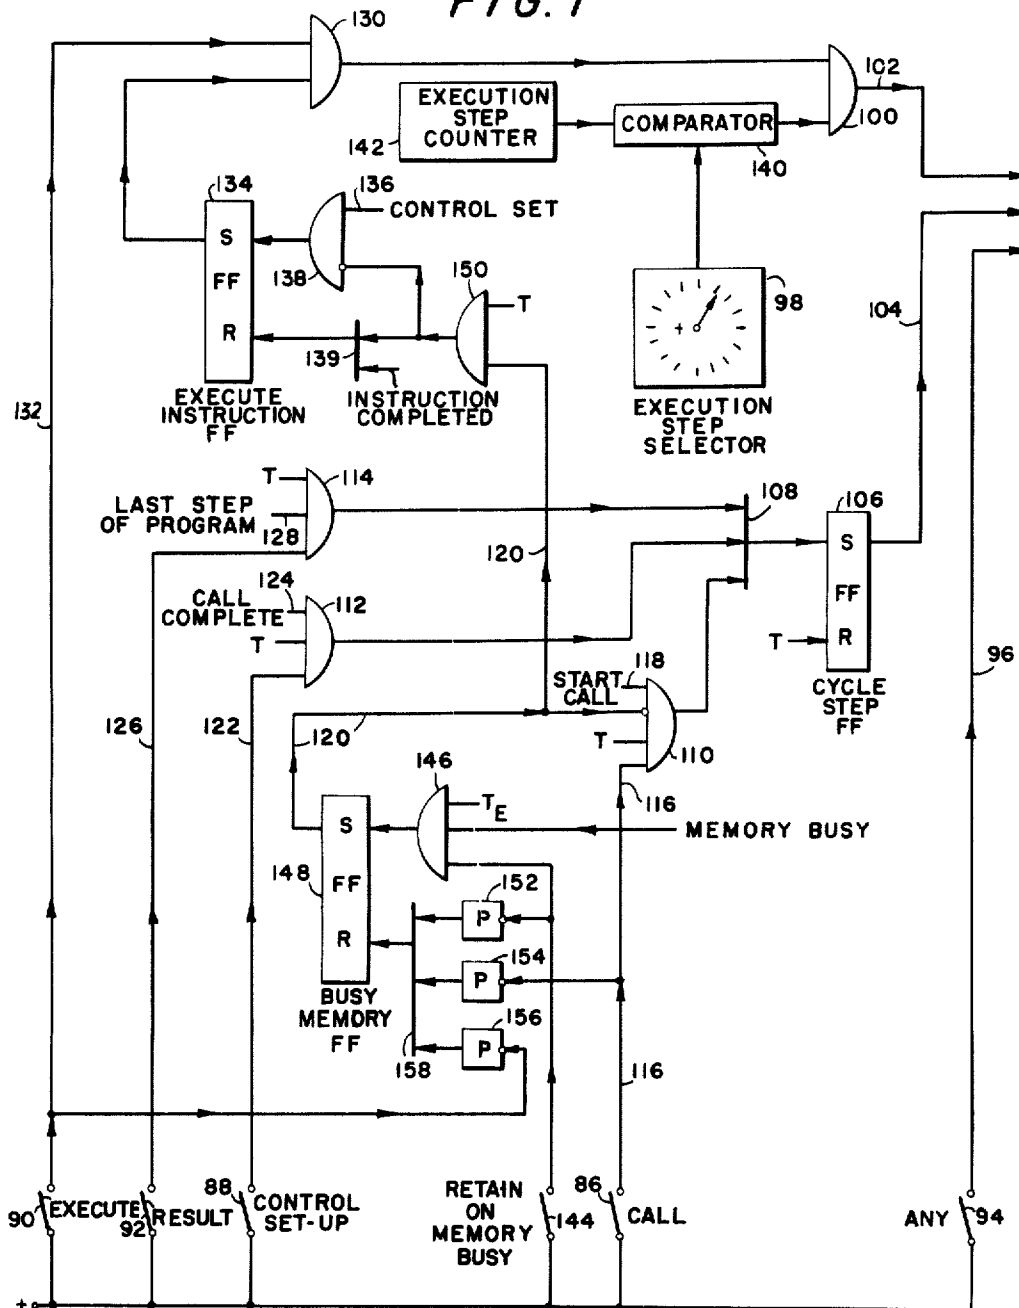 FIG. 1
130
102
EXECUTION
STEP
COUNTER
COMPARATOR
100
142
140
134
136
CONTROL SET
S
FF
R
138
150
T
98
104
139
INSTRUCTION
COMPLETED
EXECUTE
INSTRUCTION
FF
EXECUTION
STEP
SELECTOR
132
T
114
LAST STEP
OF PROGRAM
128
108
106
S
FF
R
120
124
CALL
COMPLETE
112
T
T
118
START
CALL
CYCLE
STEP
FF
96
126
122
120
T
110
146
TE
116
S
MEMORY BUSY
148
FF
152
R
P
154
P
BUSY
MEMORY
FF
156
P
158
116
90
EXECUTE
92
RESULT
88
CONTROL
SET-UP
RETAIN
ON
MEMORY
BUSY
144
86
CALL
ANY
94
+
+